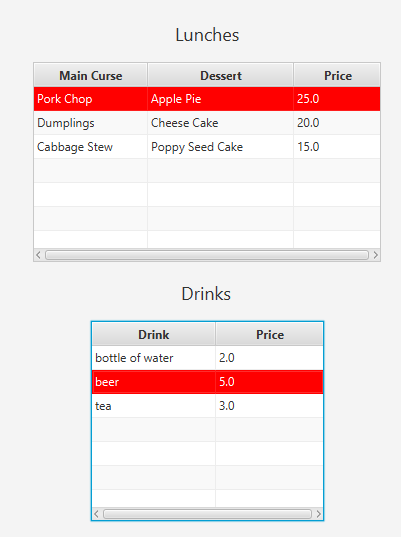 Lunches
Main Curse Dessert Price
Pork Chop Apple Pie 25.0
Dumplings Cheese Cake 20.0
Cabbage Stew Poppy Seed Cake 15.0
Drinks
Drink Price
bottle of water 2.0
beer 5.0
tea 3.0